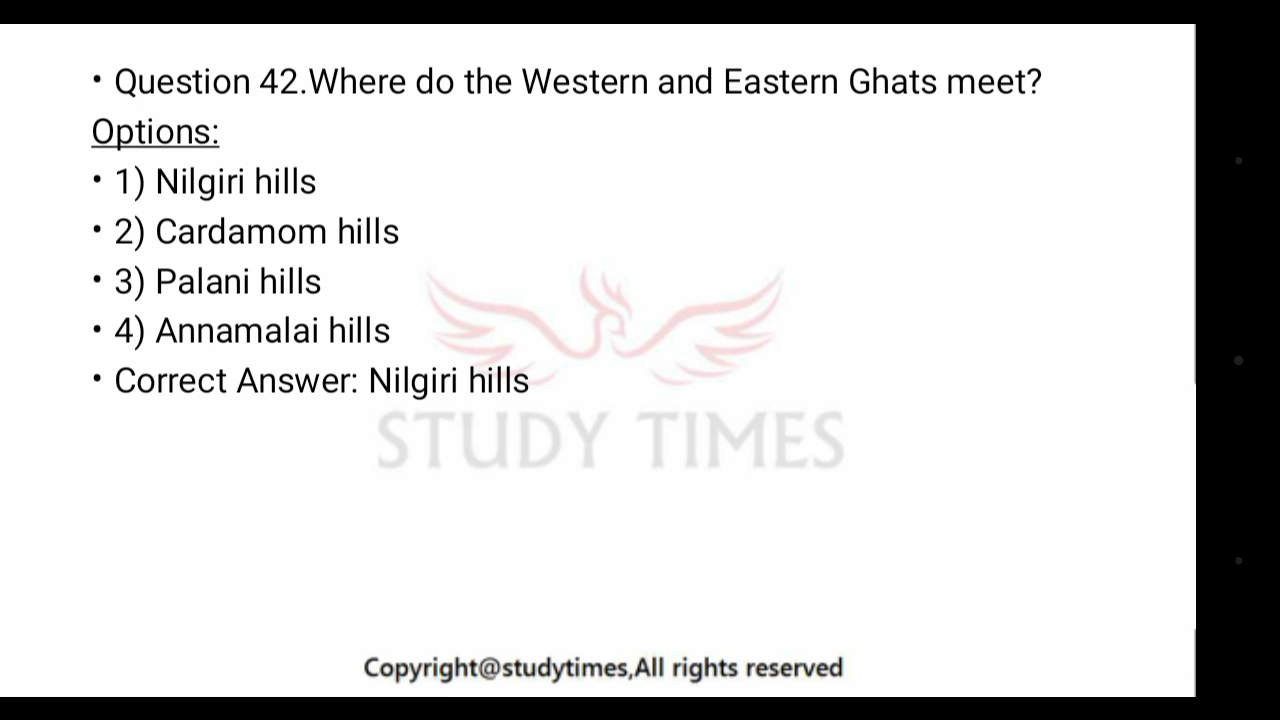 • Question 42.Where do the Western and Eastern Ghats meet?
Options:
• 1) Nilgiri hills
• 2) Cardamom hills
• 3) Palani hills
• 4) Annamalai hills
• Correct Answer: Nilgiri hills
STUDY TIMES
Copyright@studytimes,All rights reserved